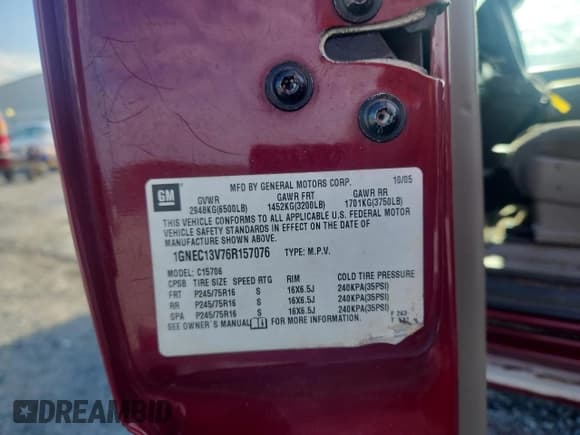 GM
MFD BY GENERAL MOTORS CORP. 10/05
GVWR GAWR FRT GAWR RR
2948KG(6500LB) 1452KG(3200LB) 1701KG(3750LB)
THIS VEHICLE CONFORMS TO ALL APPLICABLE U.S. FEDERAL MOTOR
VEHICLE SAFETY STANDARDS IN EFFECT ON THE DATE OF
MANUFACTURE SHOWN ABOVE.
1GNEC13V76R157076 TYPE: M.P.V.
MODEL: C15706
CPSB TIRE SIZE SPEED RTG RIM COLD TIRE PRESSURE
FRT P245/75R16 S 16X6.5J 240KPA(35PSI)
RR P245/75R16 S 16X6.5J 240KPA(35PSI)
SPA P245/75R16 S 16X6.5J 240KPA(35PSI)
SEE OWNER'S MANUAL FOR MORE INFORMATION.
DREAMBID